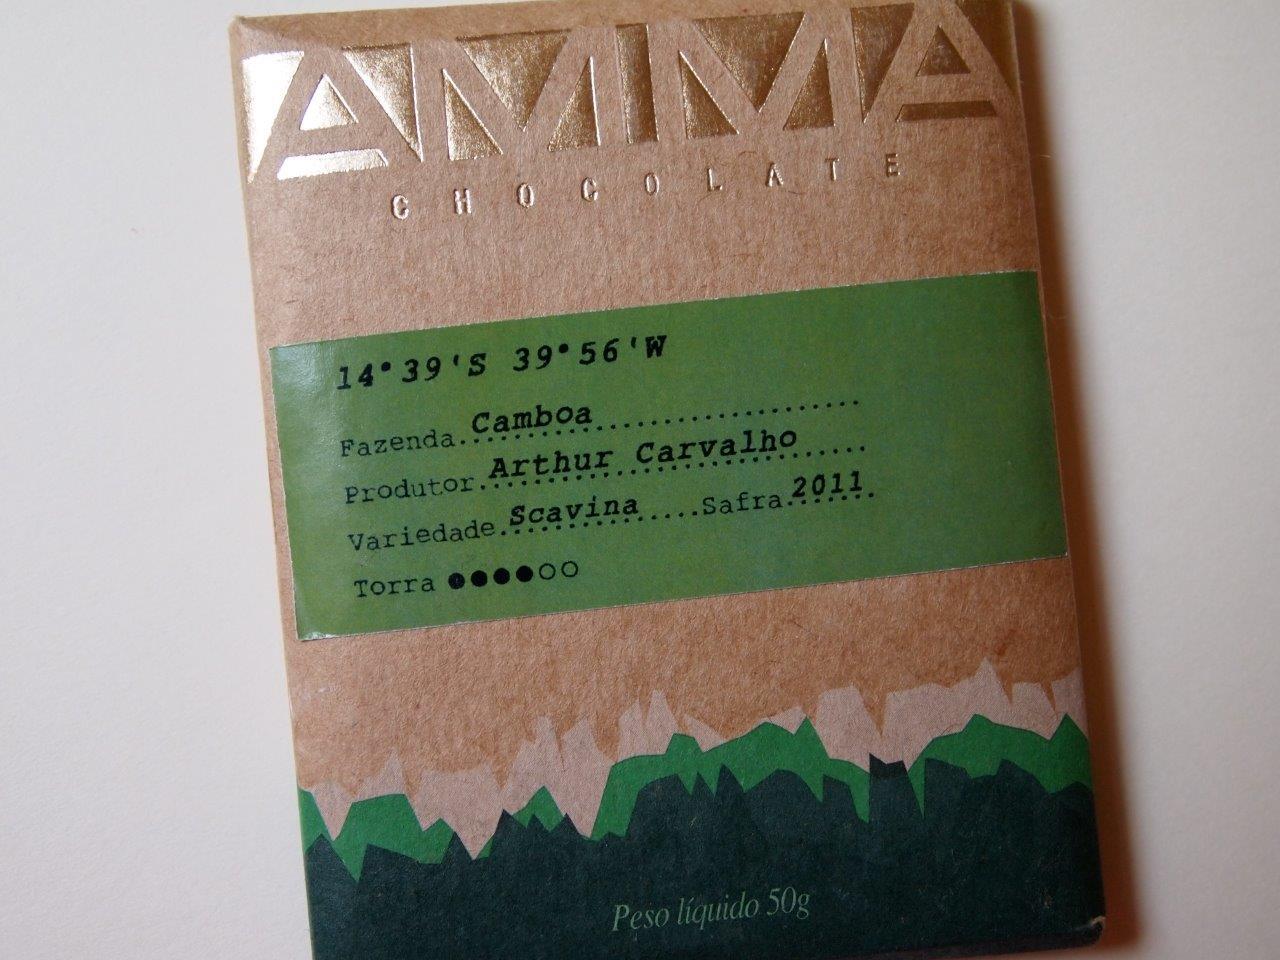 AMMA
CHOCOLATE
14°39'S 39°56'W
Fazenda.Camboa....................
Produtor.Arthur Carvalho......
Variedade.Scavina.....Safra.2011.
Torra ●●●●○○
Peso líquido 50g